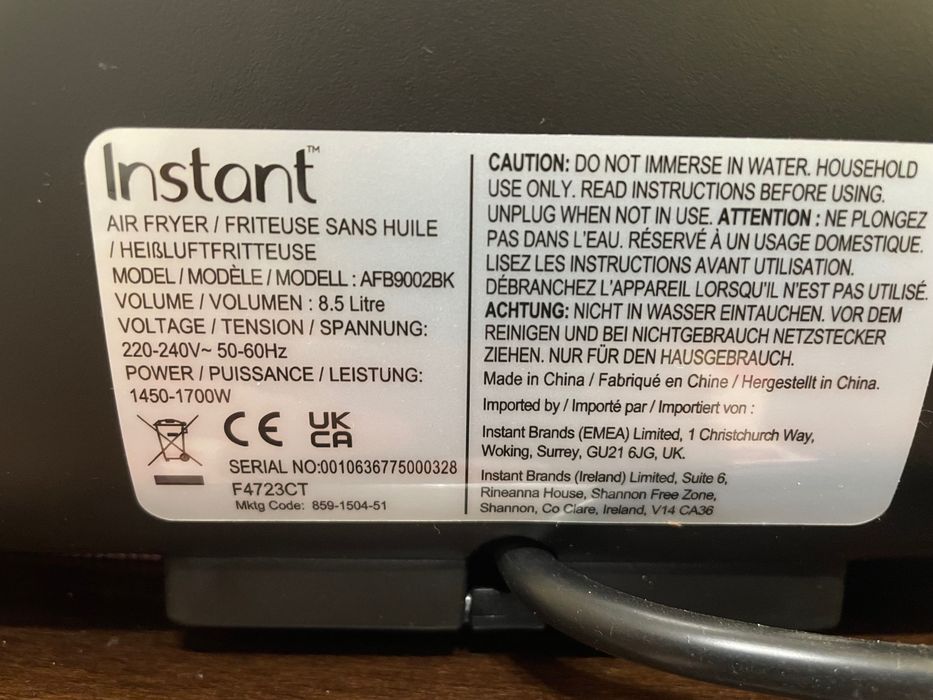 Instant™
AIR FRYER / FRITEUSE SANS HUILE
/ HEIßLUFTFRITTEUSE
MODEL / MODÈLE / MODELL : AFB9002BK
VOLUME / VOLUMEN : 8.5 Litre
VOLTAGE / TENSION / SPANNUNG:
220-240V~ 50-60Hz
POWER / PUISSANCE / LEISTUNG:
1450-1700W
CE UK
CA
SERIAL NO:0010636775000328
F4723CT
Mktg Code: 859-1504-51
CAUTION: DO NOT IMMERSE IN WATER. HOUSEHOLD
USE ONLY. READ INSTRUCTIONS BEFORE USING.
UNPLUG WHEN NOT IN USE. ATTENTION : NE PLONGEZ
PAS DANS L'EAU. RÉSERVÉ À UN USAGE DOMESTIQUE.
LISEZ LES INSTRUCTIONS AVANT UTILISATION.
DÉBRANCHEZ L'APPAREIL LORSQU'IL N'EST PAS UTILISÉ.
ACHTUNG: NICHT IN WASSER EINTAUCHEN. VOR DEM
REINIGEN UND BEI NICHTGEBRAUCH NETZSTECKER
ZIEHEN. NUR FÜR DEN HAUSGEBRAUCH.
Made in China / Fabriqué en Chine / Hergestellt in China.
Imported by / Importé par / Importiert von :
Instant Brands (EMEA) Limited, 1 Christchurch Way,
Woking, Surrey, GU21 6JG, UK.
Instant Brands (Ireland) Limited, Suite 6,
Rineanna House, Shannon Free Zone,
Shannon, Co Clare, Ireland, V14 CA36